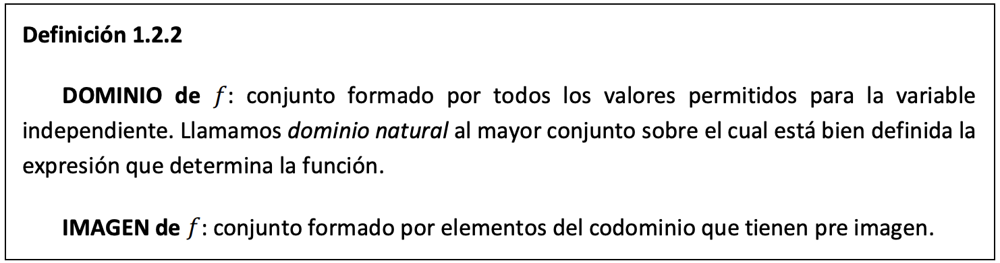 Definición 1.2.2
DOMINIO de f: conjunto formado por todos los valores permitidos para la variable
independiente. Llamamos dominio natural al mayor conjunto sobre el cual está bien definida la
expresión que determina la función.
IMAGEN de f: conjunto formado por elementos del codominio que tienen pre imagen.